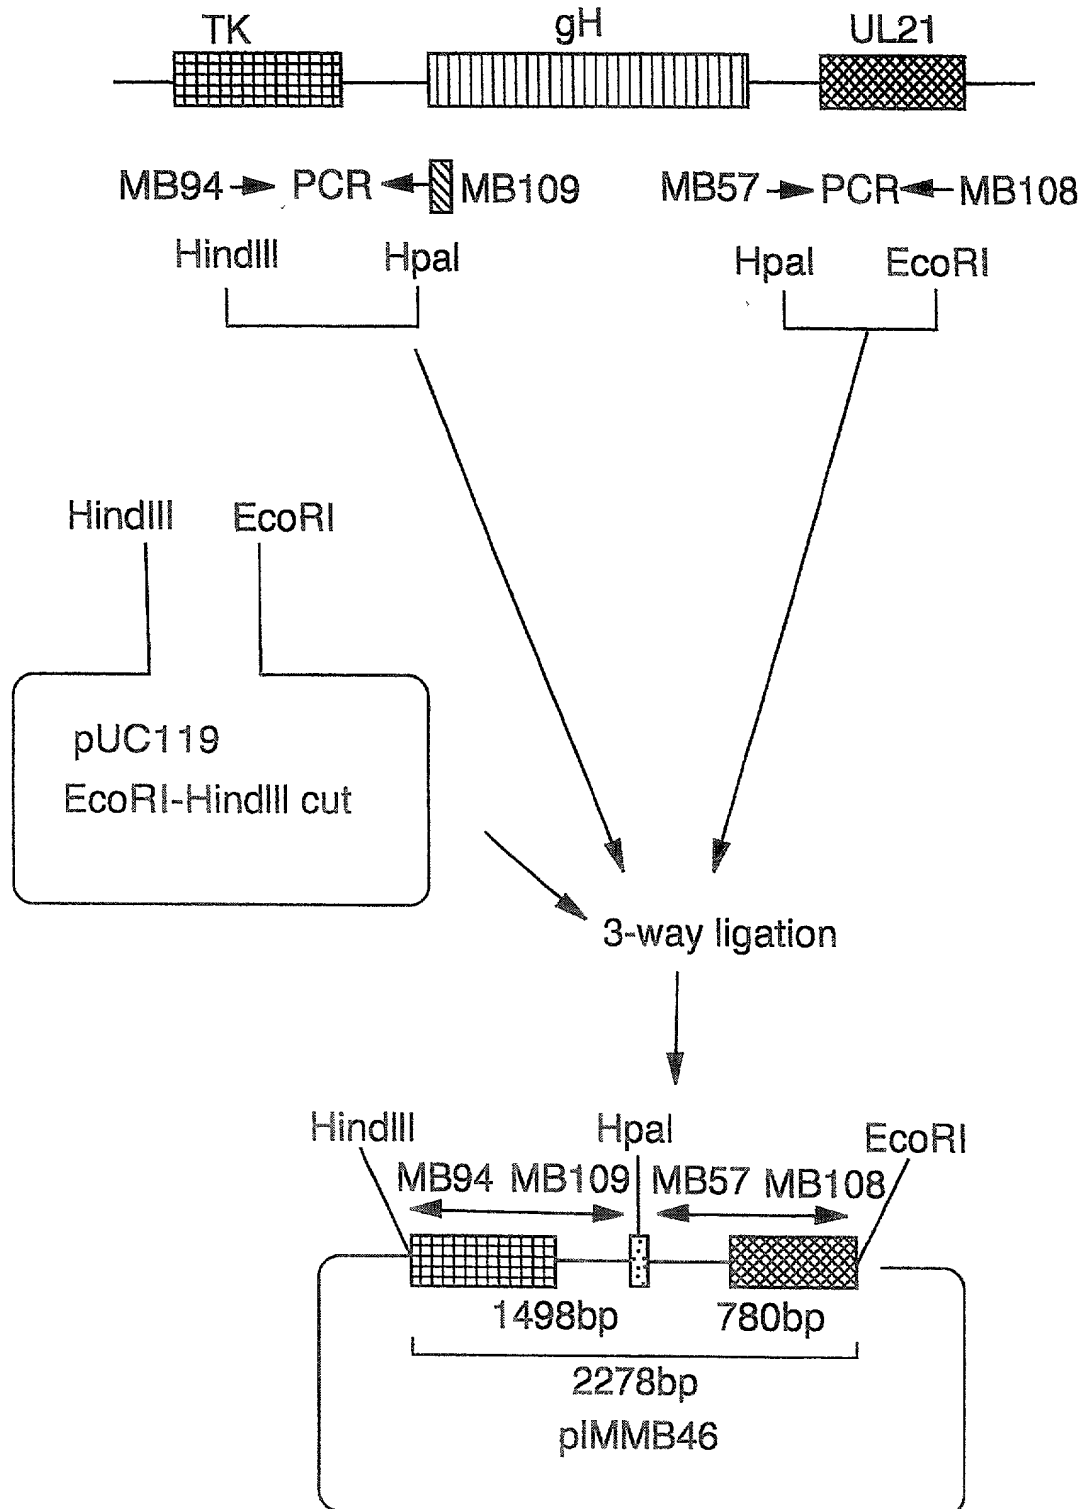 TK gH UL21
MB94 PCR MB109 MB57 PCR MB108
HindIII HpaI HpaI EcoRI
HindIII EcoRI
pUC119
EcoRI-HindIII cut
3-way ligation
HindIII HpaI EcoRI
MB94 MB109 MB57 MB108
1498bp 780bp
2278bp
pIMMB46